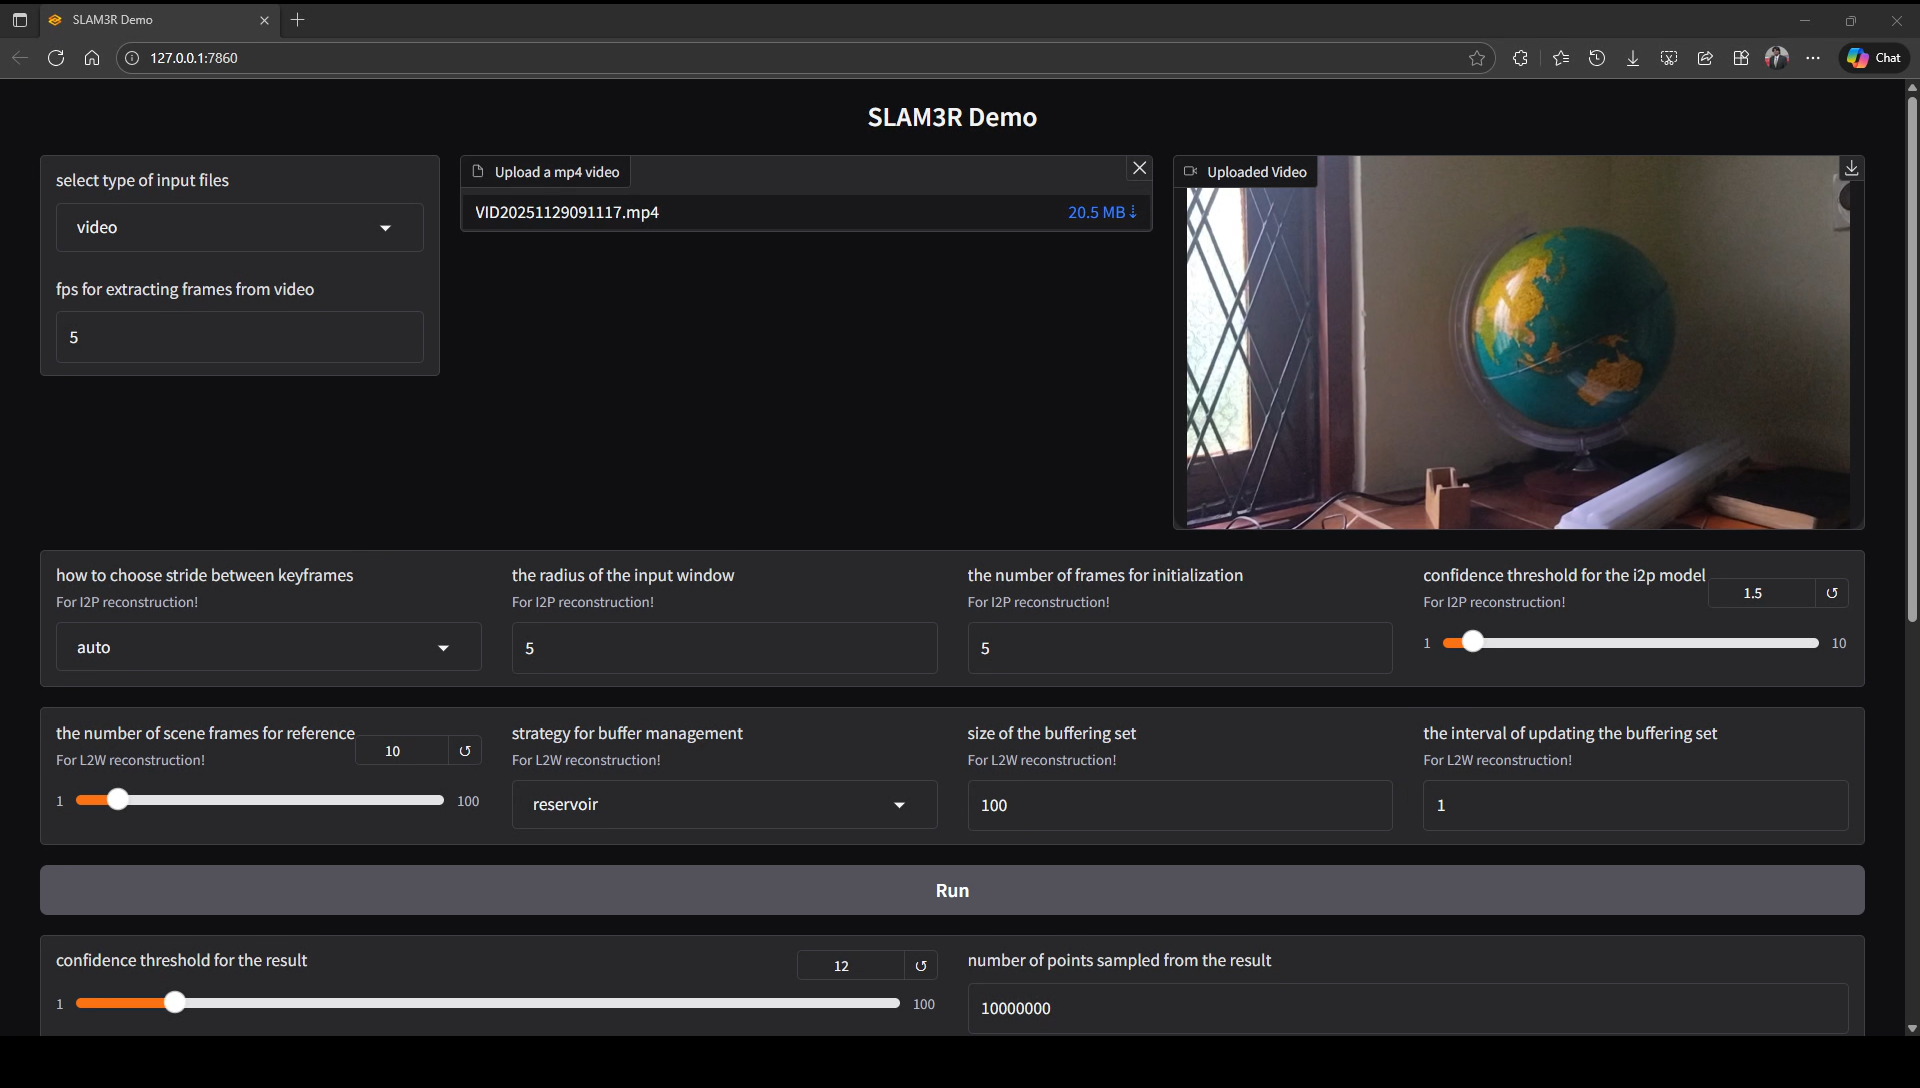 SLAM3R Demo
127.0.0.1:7860
Chat
SLAM3R Demo
select type of input files
video
fps for extracting frames from video
5
Upload a mp4 video
VID20251129091117.mp4
20.5 MB⇣
Uploaded Video
how to choose stride between keyframes
For I2P reconstruction!
auto
the radius of the input window
For I2P reconstruction!
5
the number of frames for initialization
For I2P reconstruction!
5
confidence threshold for the i2p model
For I2P reconstruction!
1.5
1
10
the number of scene frames for reference
For L2W reconstruction!
10
1
100
strategy for buffer management
For L2W reconstruction!
reservoir
size of the buffering set
For L2W reconstruction!
100
the interval of updating the buffering set
For L2W reconstruction!
1
Run
confidence threshold for the result
12
1
100
number of points sampled from the result
10000000